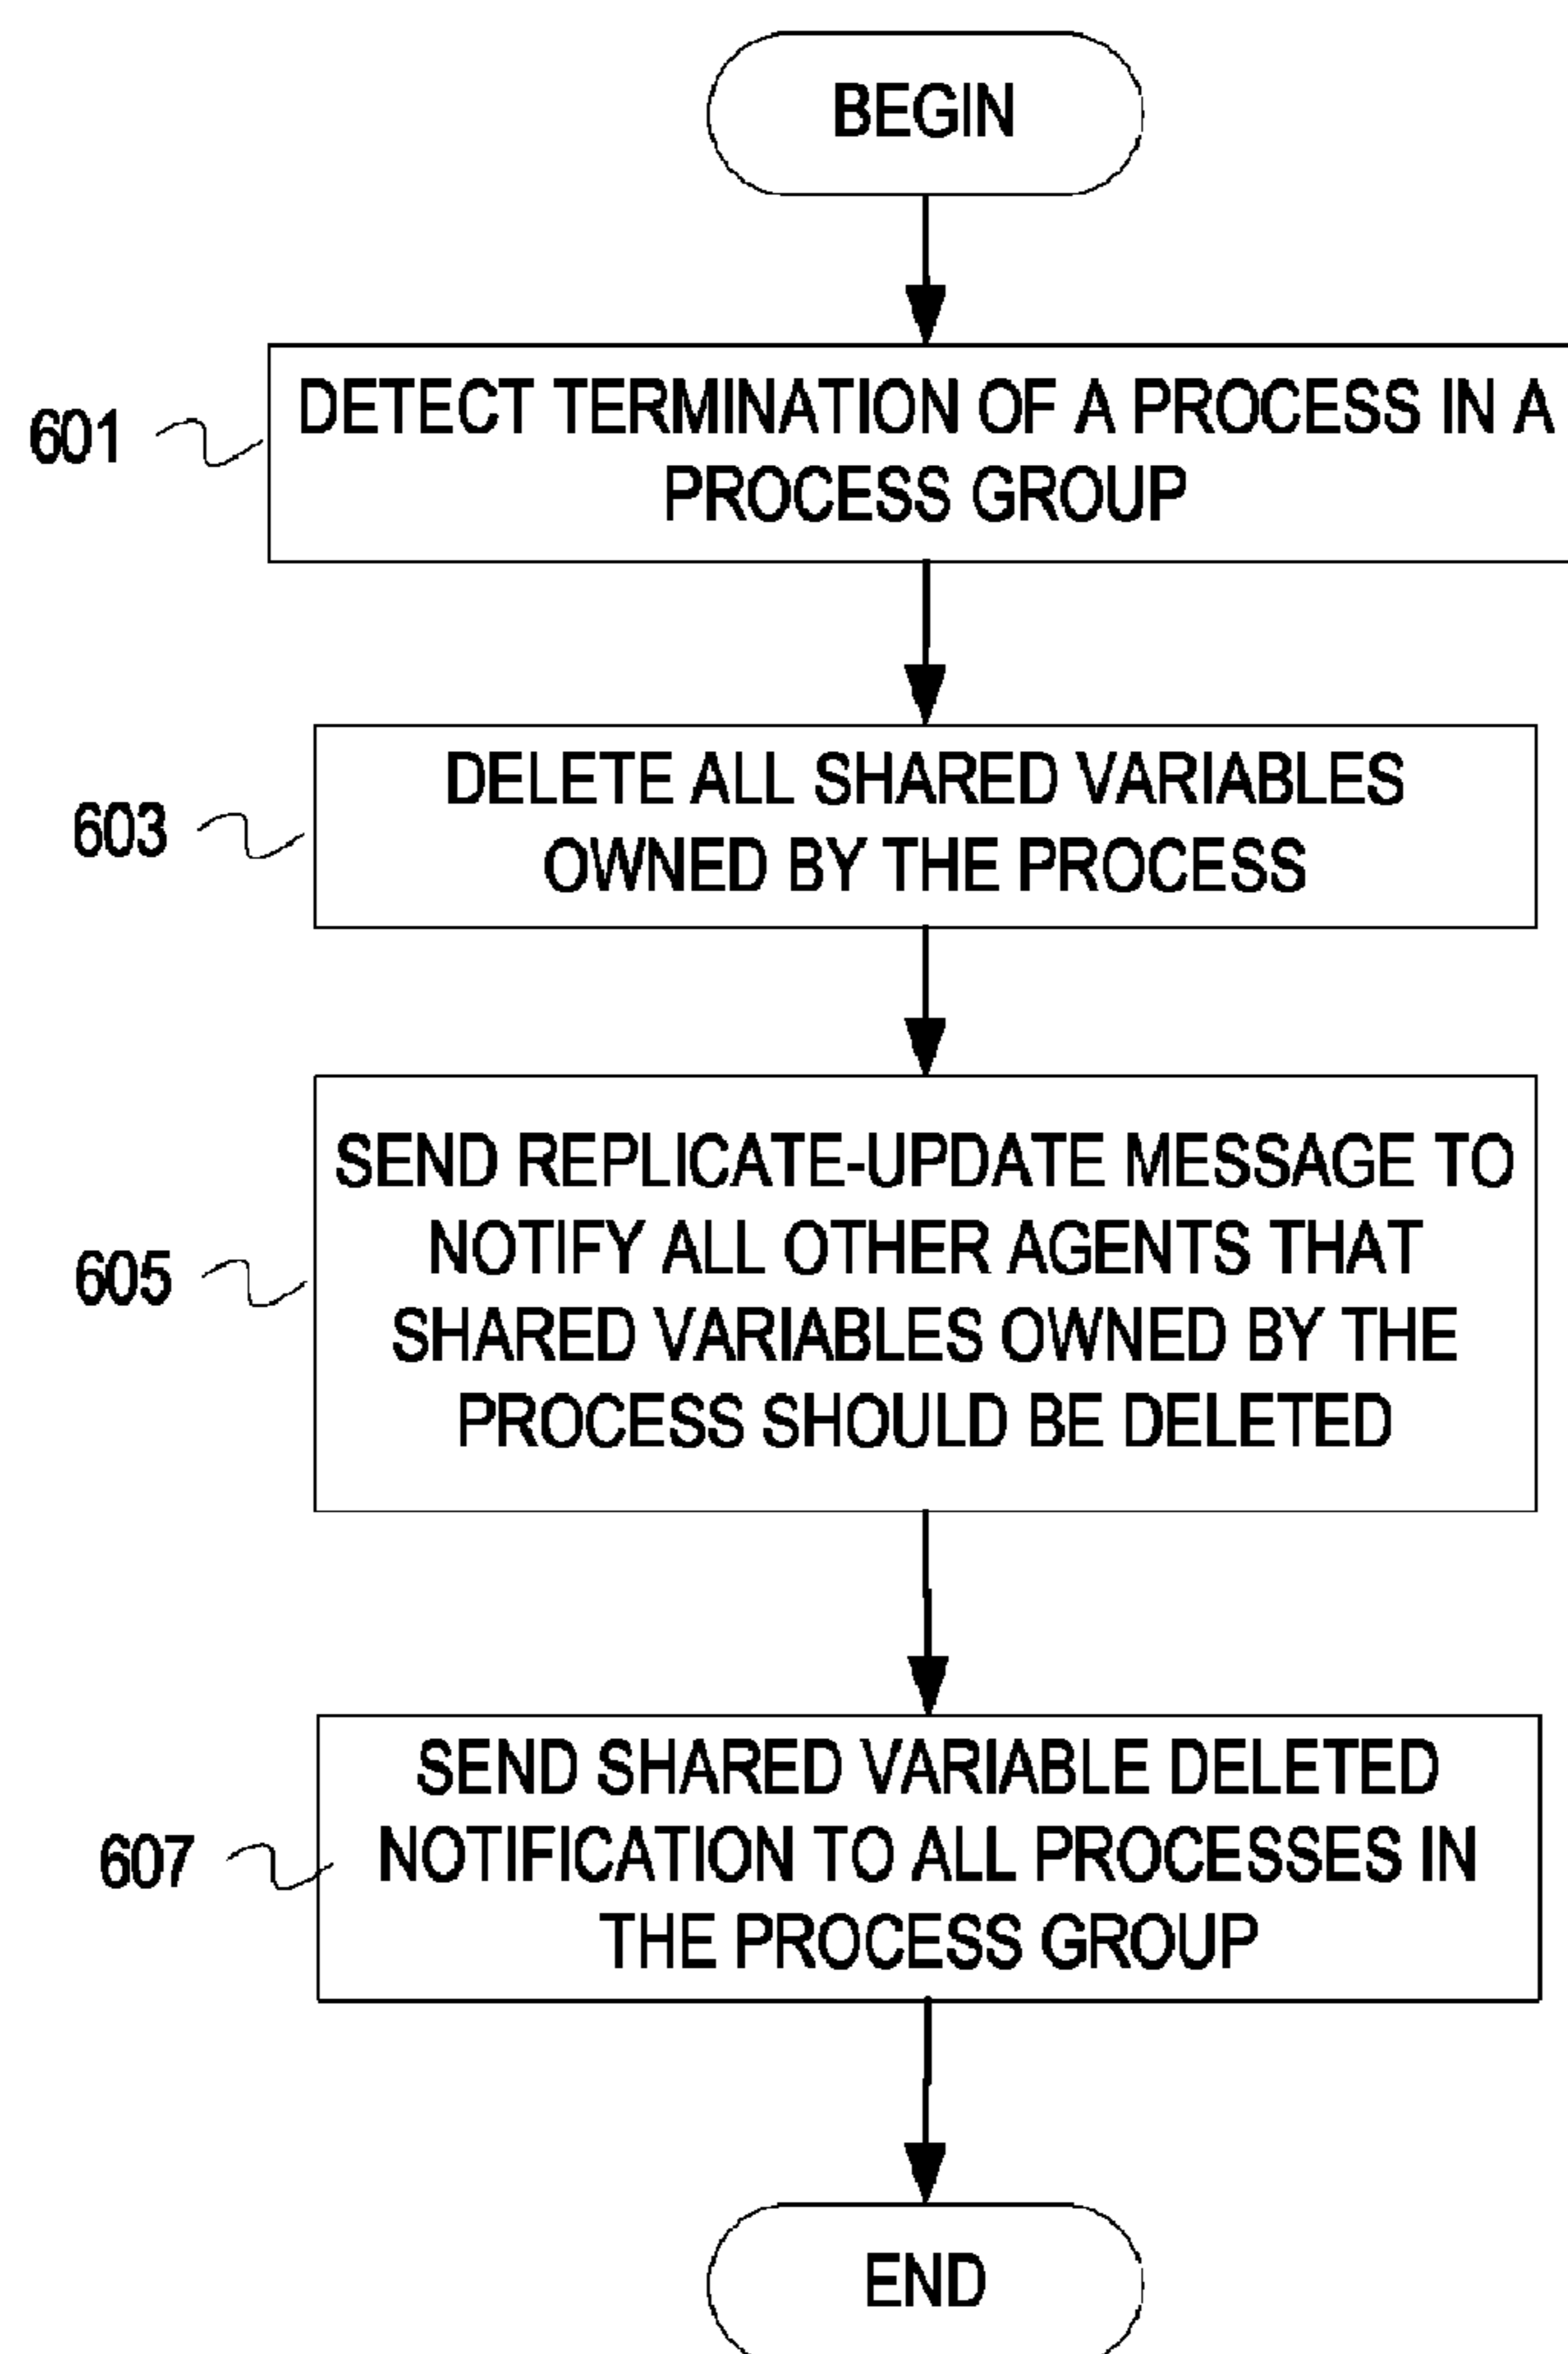 BEGIN
601
DETECT TERMINATION OF A PROCESS IN A
PROCESS GROUP
603
DELETE ALL SHARED VARIABLES
OWNED BY THE PROCESS
605
SEND REPLICATE-UPDATE MESSAGE TO
NOTIFY ALL OTHER AGENTS THAT
SHARED VARIABLES OWNED BY THE
PROCESS SHOULD BE DELETED
607
SEND SHARED VARIABLE DELETED
NOTIFICATION TO ALL PROCESSES IN
THE PROCESS GROUP
END